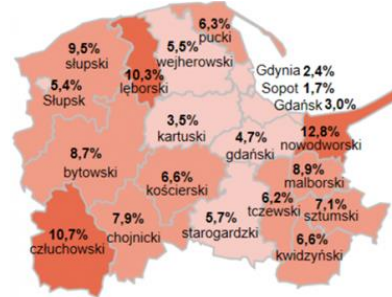 6,3%
pucki
9,5%
słupski
5,5%
wejherowski
10,3%
lęborski
5,4%
Słupsk
Gdynia 2,4%
Sopot 1,7%
Gdańsk 3,0%
3,5%
kartuski
4,7%
gdański
12,8%
nowodworski
8,7%
bytowski
6,6%
kościerski
8,9%
malborski
6,2%
tczewski
7,1%
sztumski
10,7%
człuchowski
7,9%
chojnicki
5,7%
starogardzki
6,6%
kwidzyński